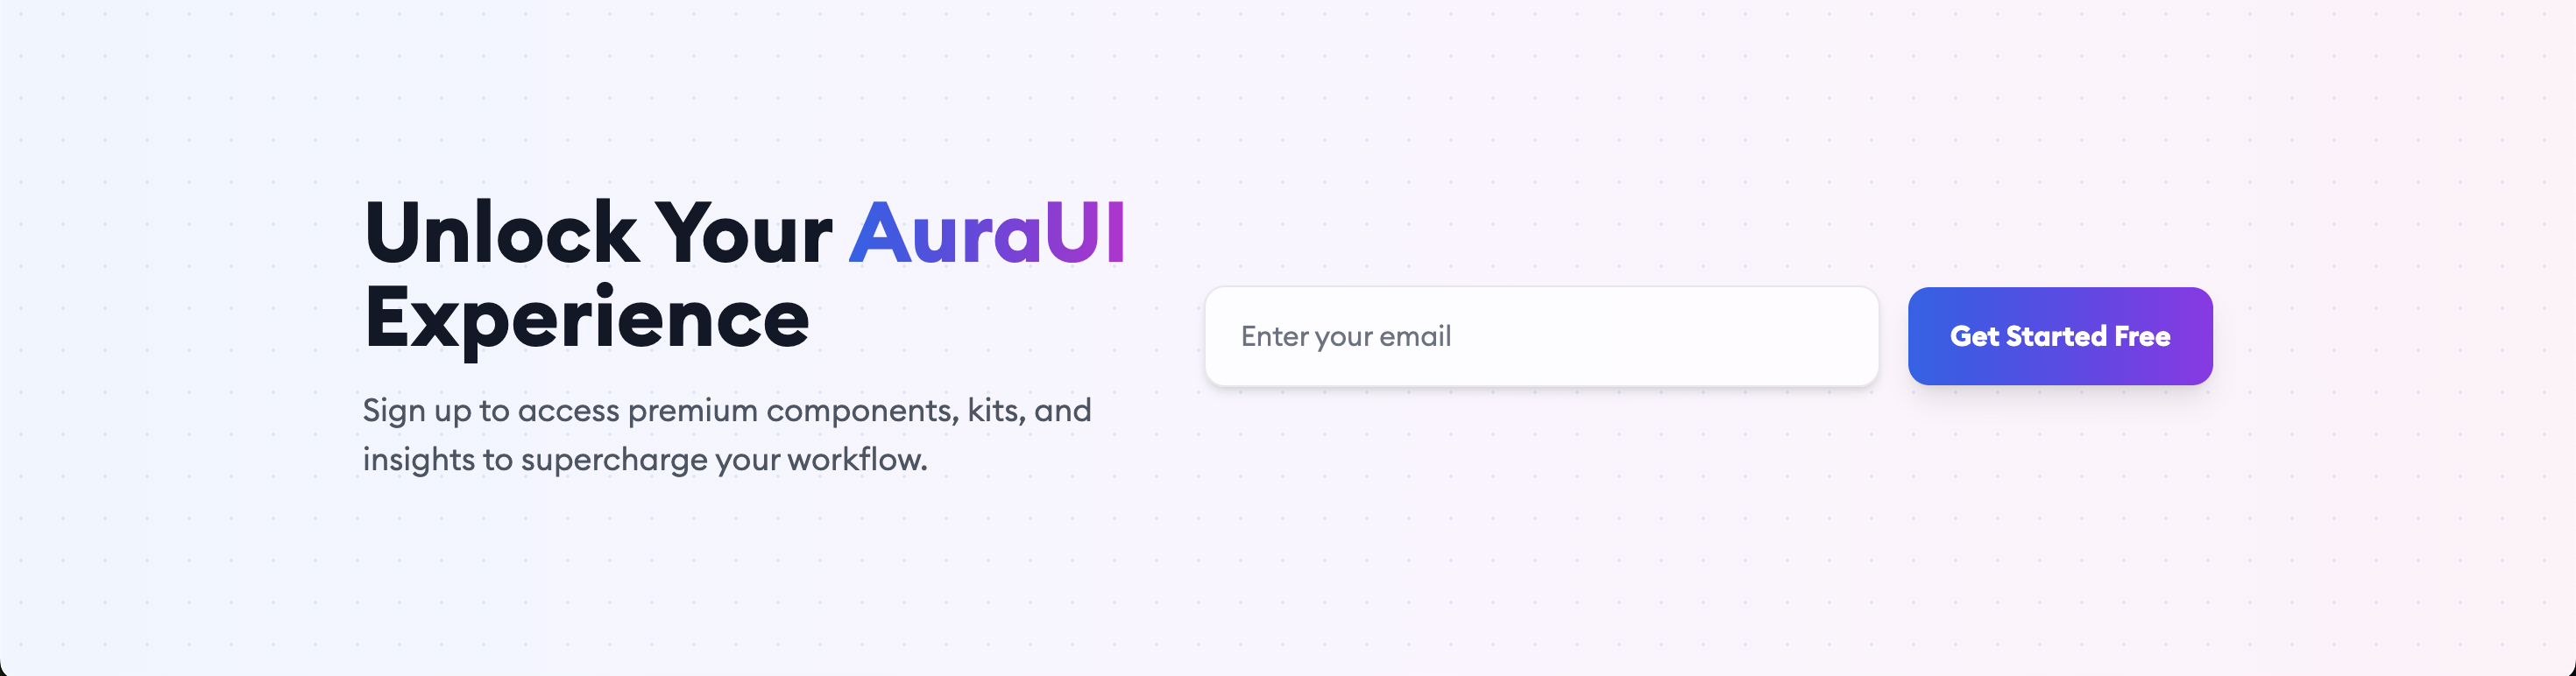 Unlock Your AuraUI
Experience
Sign up to access premium components, kits, and
insights to supercharge your workflow.
Enter your email
Get Started Free